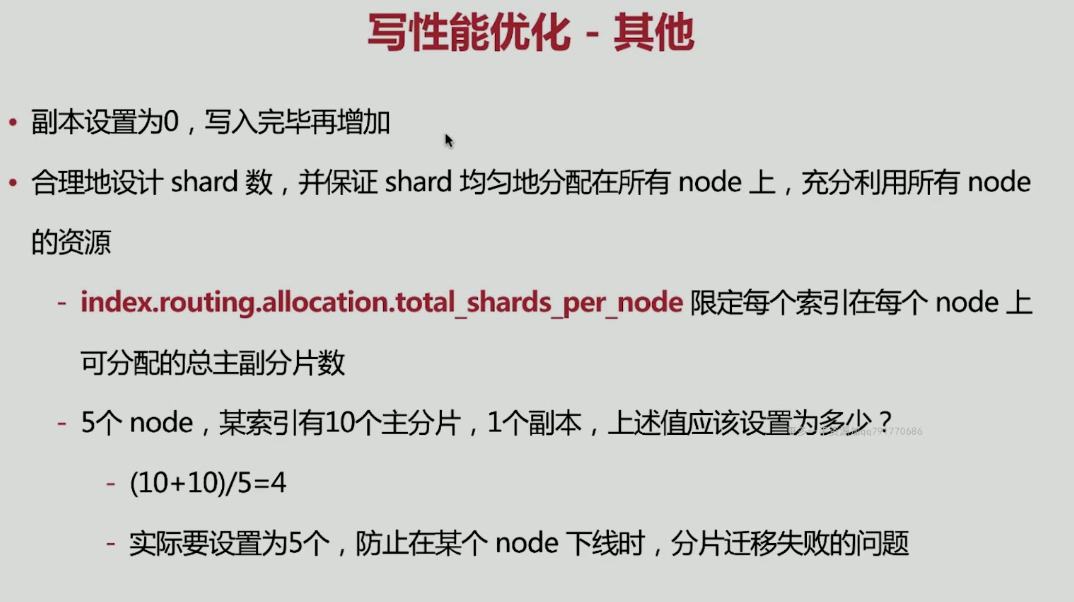 写性能优化 - 其他
• 副本设置为0，写入完毕再增加
• 合理地设计 shard 数，并保证 shard 均匀地分配在所有 node 上，充分利用所有 node
的资源
- index.routing.allocation.total_shards_per_node 限定每个索引在每个 node 上
可分配的总主副分片数
- 5个 node，某索引有10个主分片，1个副本，上述值应该设置为多少？
- (10+10)/5=4
- 实际要设置为5个，防止在某个 node 下线时，分片迁移失败的问题